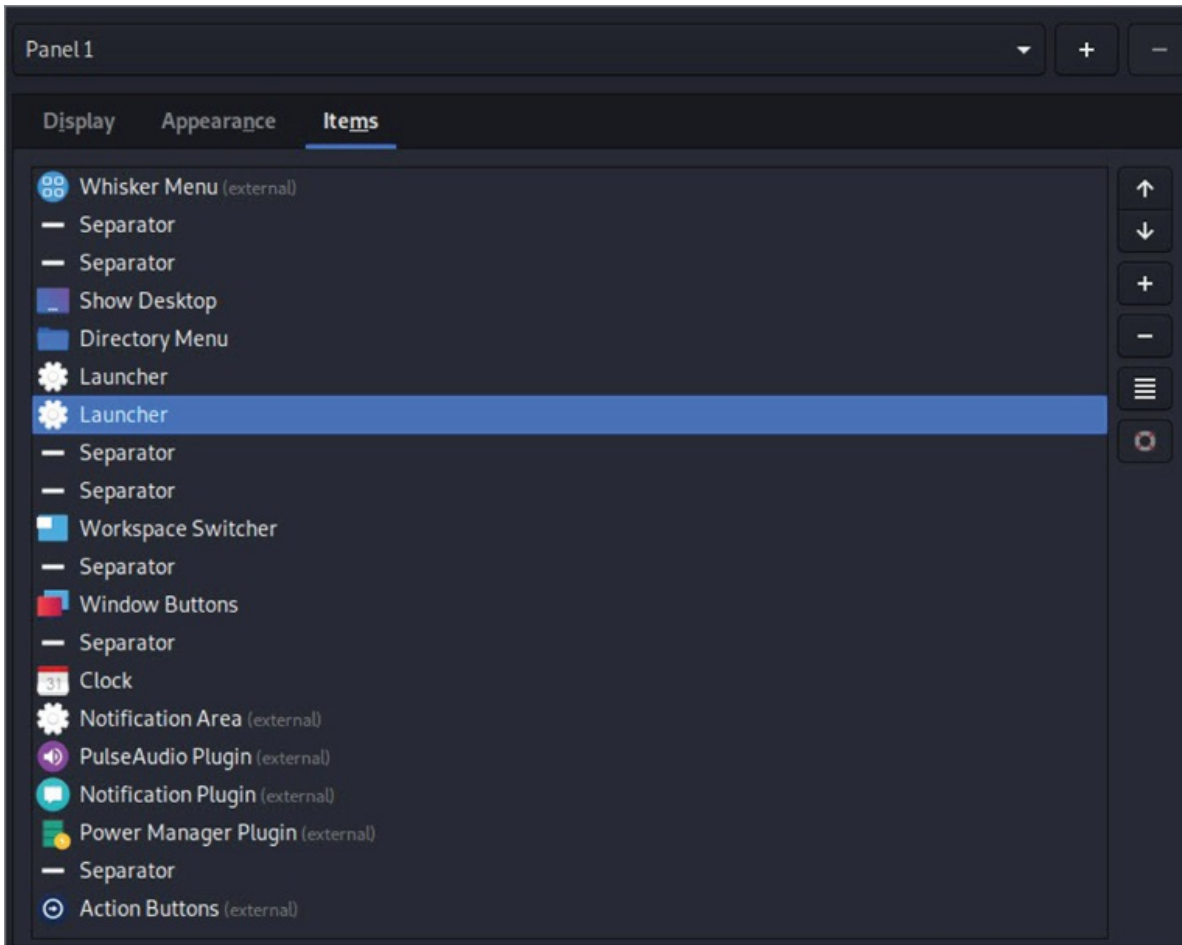 Panel 1
Display Appearance Items
Whisker Menu (external)
Separator
Separator
Show Desktop
Directory Menu
Launcher
Launcher
Separator
Separator
Workspace Switcher
Separator
Window Buttons
Separator
31 Clock
Notification Area (external)
PulseAudio Plugin (external)
Notification Plugin (external)
Power Manager Plugin (external)
Separator
Action Buttons (external)